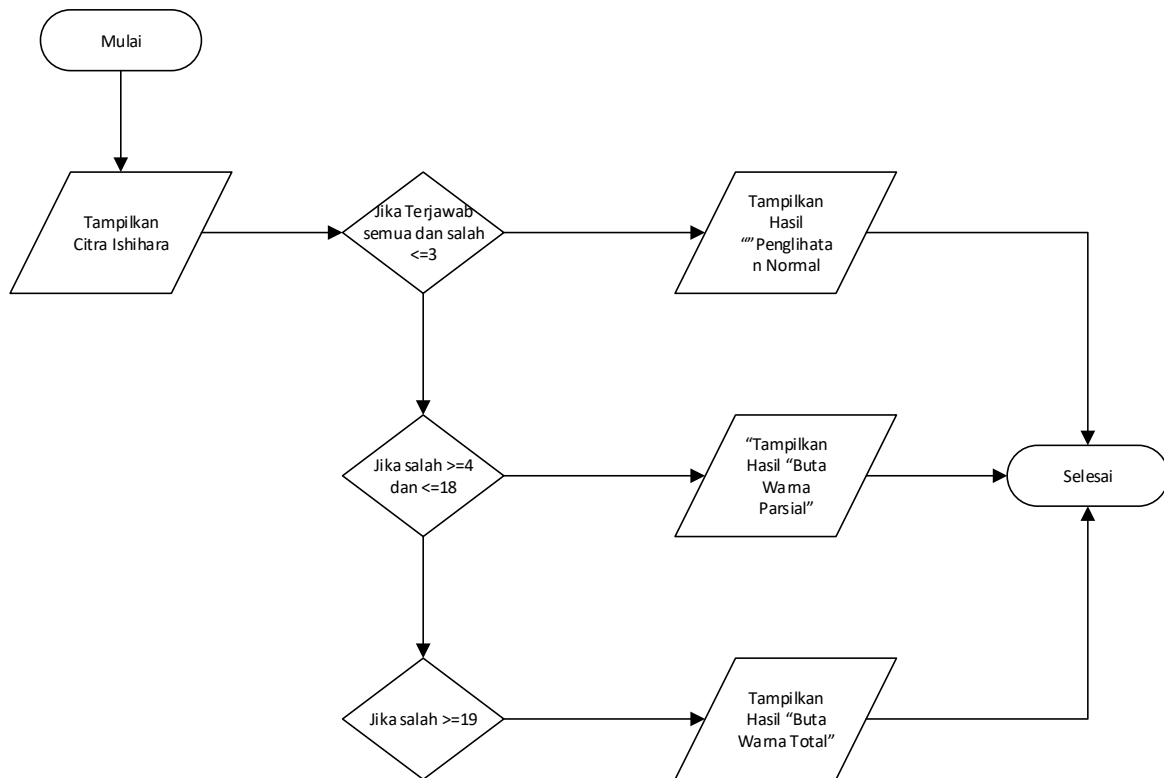 Mulai
Tampilkan
Citra Ishihara
Jika Terjawab
semua dan salah
<=3
Tampilkan
Hasil
“”Penglihata
n Normal
Jika salah >=4
dan <=18
“Tampilkan
Hasil “Buta
Warna
Parsial”
Selesai
Jika salah >=19
Tampilkan
Hasil “Buta
Warna Total”